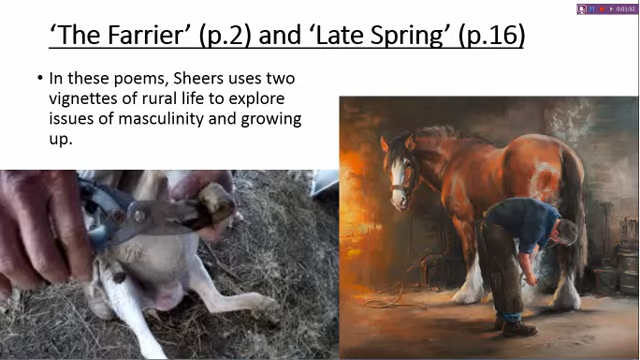 ‘The Farrier’ (p.2) and ‘Late Spring’ (p.16)
• In these poems, Sheers uses two
vignettes of rural life to explore
issues of masculinity and growing
up.